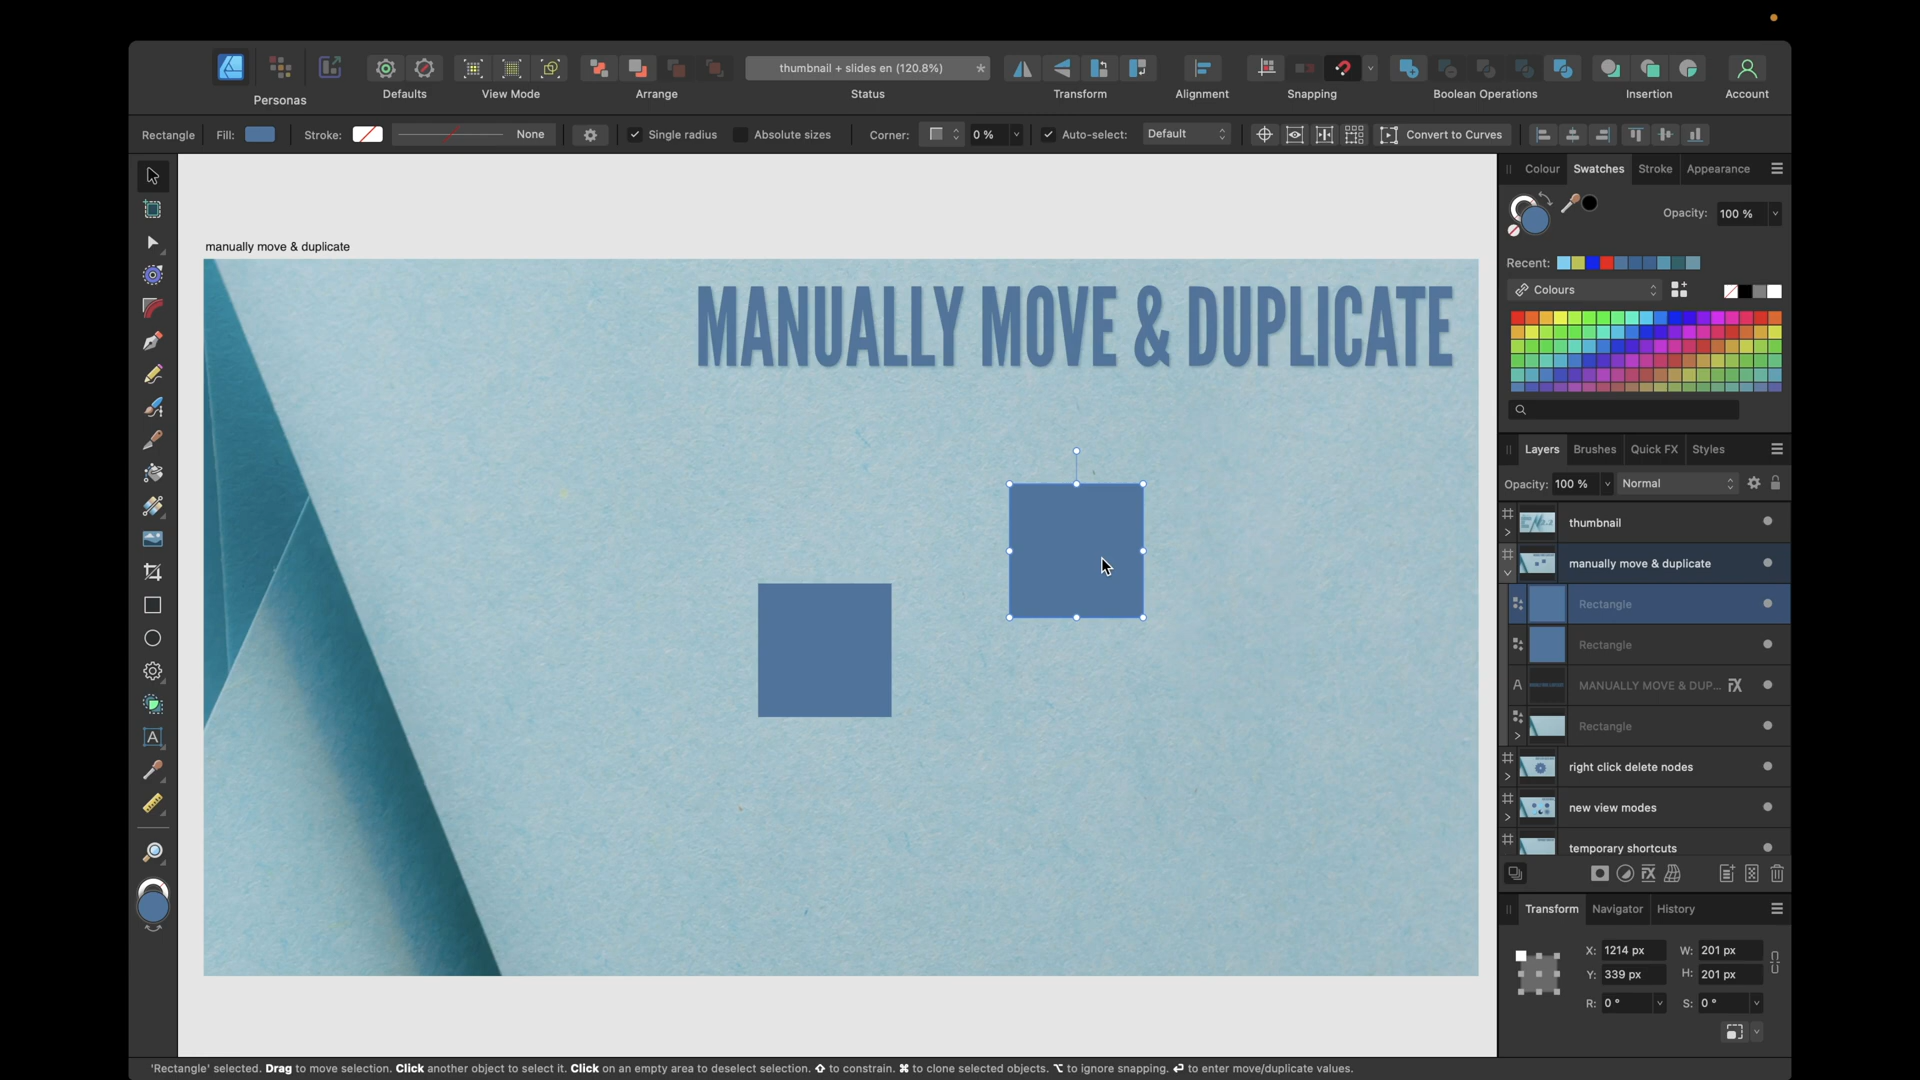 thumbnail + slides en (120.8%) *
Personas
Defaults
View Mode
Arrange
Status
Transform
Alignment
Snapping
Boolean Operations
Insertion
Account
Rectangle
Fill:
Stroke:
None
Single radius
Absolute sizes
Corner:
0 %
Auto-select:
Default
Convert to Curves
manually move & duplicate
MANUALLY MOVE & DUPLICATE
Colour
Swatches
Stroke
Appearance
Opacity:
100 %
Recent:
Colours
Layers
Brushes
Quick FX
Styles
Opacity:
100 %
Normal
thumbnail
manually move & duplicate
Rectangle
Rectangle
A
MANUALLY MOVE & DUP...
Rectangle
right click delete nodes
new view modes
temporary shortcuts
Transform
Navigator
History
X:
1214 px
W:
201 px
Y:
339 px
H:
201 px
R:
0 °
S:
0 °
'Rectangle' selected. Drag to move selection. Click another object to select it. Click on an empty area to deselect selection. ⇧ to constrain. ⌘ to clone selected objects. ⌥ to ignore snapping. ⏎ to enter move/duplicate values.